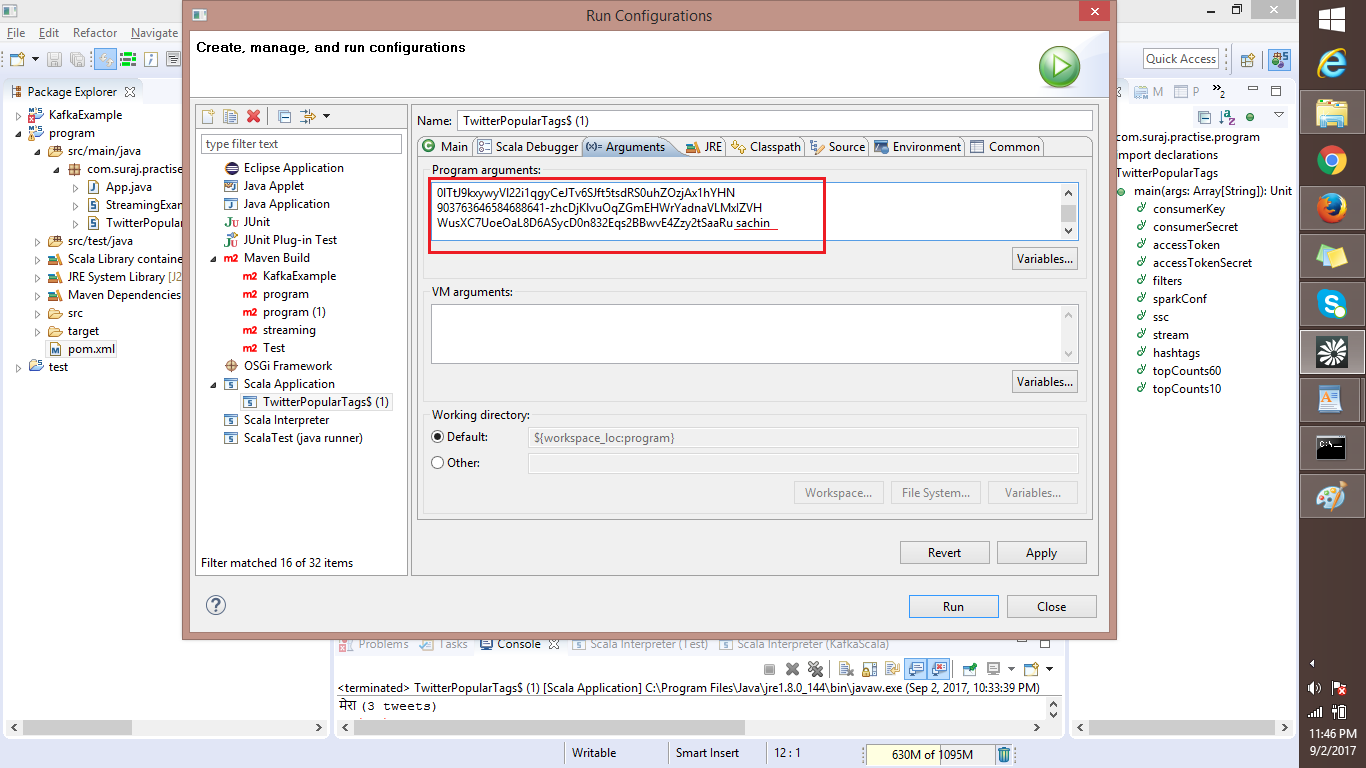 Run Configurations
File Edit Refactor Navigate
Create, manage, and run configurations
Quick Access
Package Explorer
KafkaExample
program
src/main/java
com.suraj.practise
App.java
StreamingExa
TwitterPopular
src/test/java
Scala Library containe
JRE System Library [J2
Maven Dependencies
src
target
pom.xml
test
type filter text
Eclipse Application
Java Applet
Java Application
JUnit
JUnit Plug-in Test
m2 Maven Build
m2 KafkaExample
m2 program
m2 program (1)
m2 streaming
m2 Test
OSGi Framework
Scala Application
TwitterPopularTags$ (1)
Scala Interpreter
ScalaTest (java runner)
Filter matched 16 of 32 items
Name: TwitterPopularTags$ (1)
Main Scala Debugger (x)= Arguments JRE Classpath Source Environment Common
Program arguments:
sachin
Variables...
VM arguments:
Variables...
Working directory:
Default: ${workspace_loc:program}
Other:
Workspace... File System... Variables...
Revert Apply
Run Close
M P »2
com.suraj.practise.program
import declarations
TwitterPopularTags
main(args: Array[String]): Unit
consumerKey
consumerSecret
accessToken
accessTokenSecret
filters
sparkConf
ssc
stream
hashtags
topCounts60
topCounts10
Problems Tasks Console Scala Interpreter (Test) Scala Interpreter (KafkaScala)
<terminated> TwitterPopularTags$ (1) [Scala Application] C:\Program Files\Java\jre1.8.0_144\bin\javaw.exe (Sep 2, 2017, 10:33:39 PM)
मेरा (3 tweets)
Writable Smart Insert 12 : 1 630M of 1095M
11:46 PM
9/2/2017